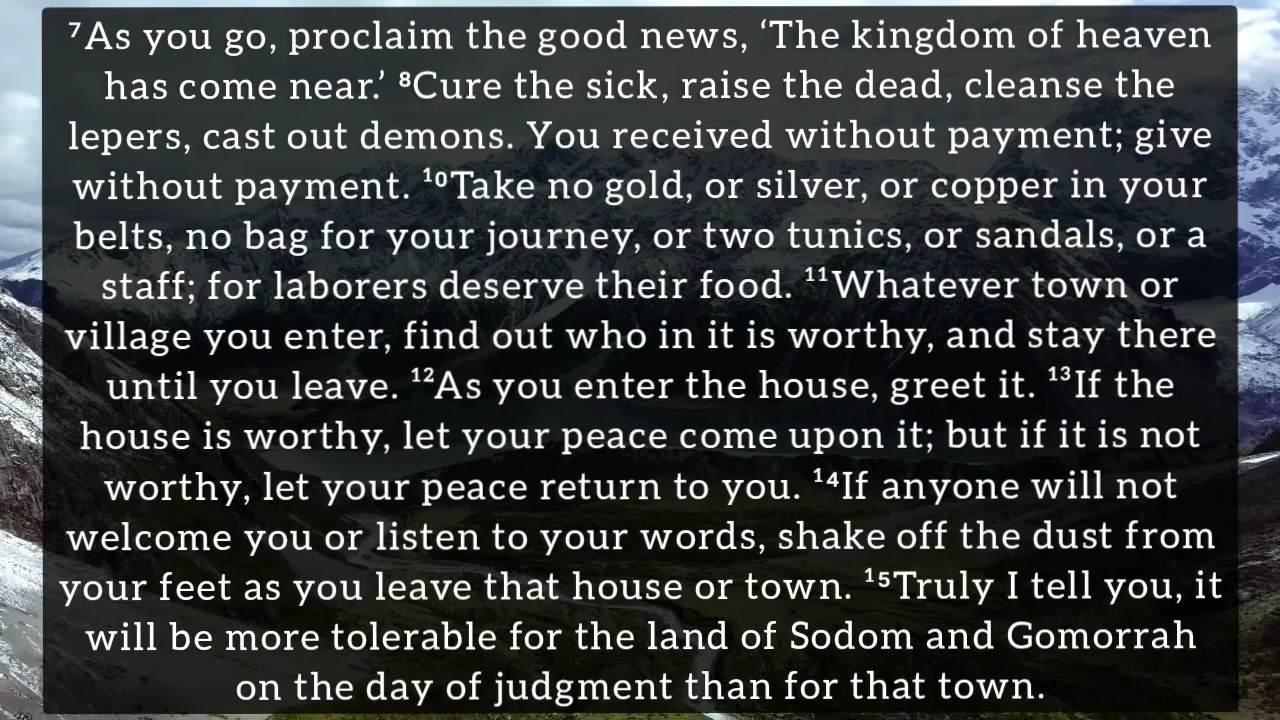 ⁷As you go, proclaim the good news, ‘The kingdom of heaven
has come near.’ ⁸Cure the sick, raise the dead, cleanse the
lepers, cast out demons. You received without payment; give
without payment. ¹⁰Take no gold, or silver, or copper in your
belts, no bag for your journey, or two tunics, or sandals, or a
staff; for laborers deserve their food. ¹¹Whatever town or
village you enter, find out who in it is worthy, and stay there
until you leave. ¹²As you enter the house, greet it. ¹³If the
house is worthy, let your peace come upon it; but if it is not
worthy, let your peace return to you. ¹⁴If anyone will not
welcome you or listen to your words, shake off the dust from
your feet as you leave that house or town. ¹⁵Truly I tell you, it
will be more tolerable for the land of Sodom and Gomorrah
on the day of judgment than for that town.